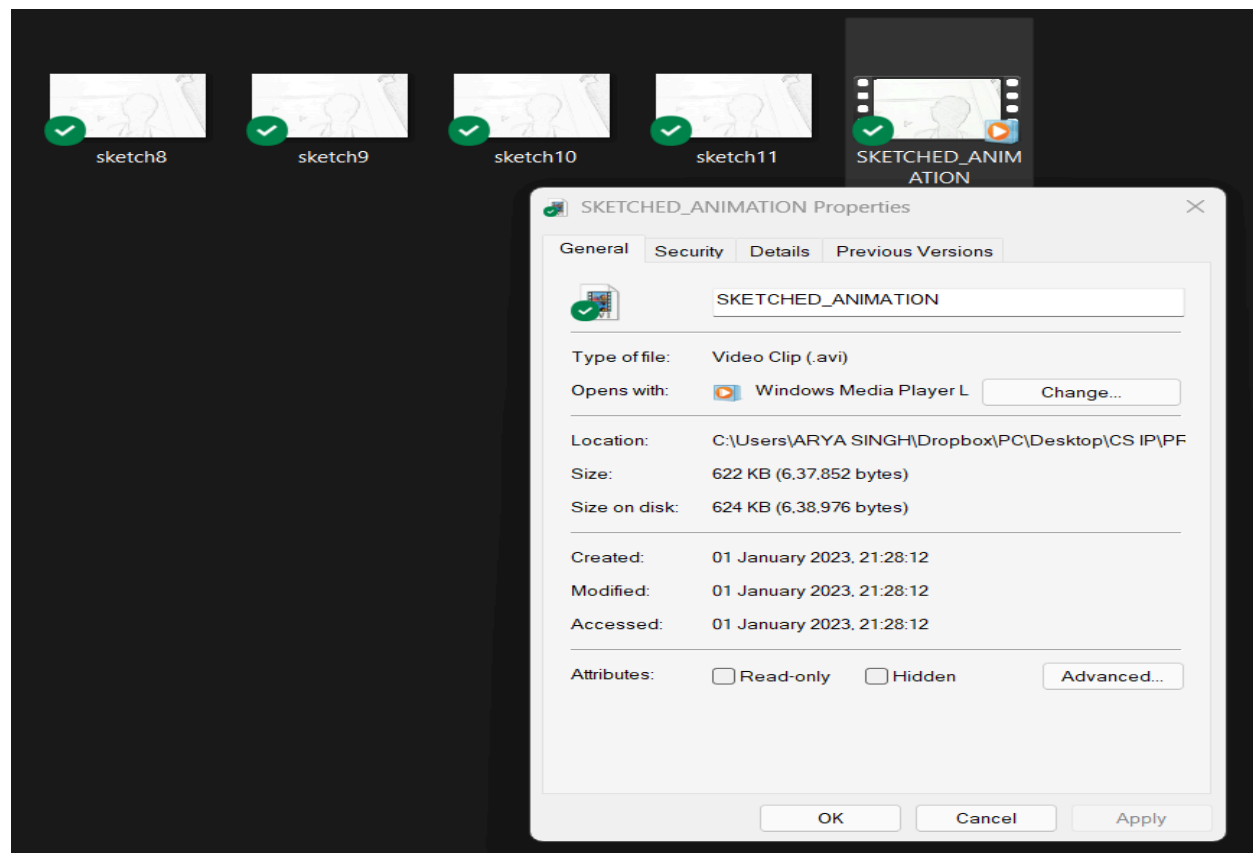 sketch8
sketch9
sketch10
sketch11
SKETCHED_ANIM
ATION
SKETCHED_ANIMATION Properties
General Security Details Previous Versions
SKETCHED_ANIMATION
Type of file: Video Clip (.avi)
Opens with: Windows Media Player L Change...
Location: C:\Users\ARYA SINGH\Dropbox\PC\Desktop\CS IP\PF
Size: 622 KB (6,37,852 bytes)
Size on disk: 624 KB (6,38,976 bytes)
Created: 01 January 2023, 21:28:12
Modified: 01 January 2023, 21:28:12
Accessed: 01 January 2023, 21:28:12
Attributes: Read-only Hidden Advanced...
OK Cancel Apply